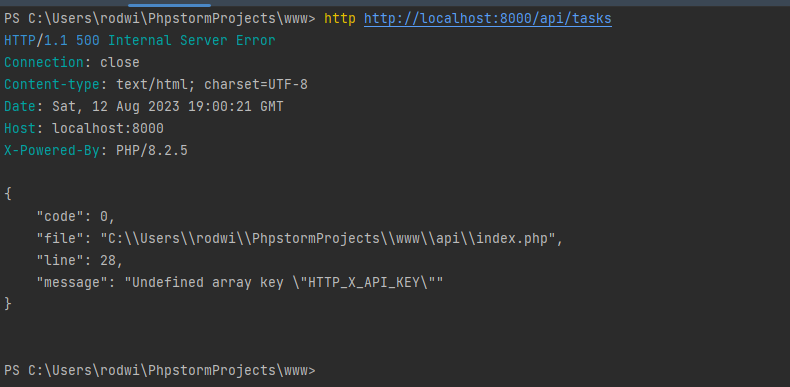 PS C:\Users\rodwi\PhpstormProjects\www> http http://localhost:8000/api/tasks
HTTP/1.1 500 Internal Server Error
Connection: close
Content-type: text/html; charset=UTF-8
Date: Sat, 12 Aug 2023 19:00:21 GMT
Host: localhost:8000
X-Powered-By: PHP/8.2.5
{
    "code": 0,
    "file": "C:\\Users\\rodwi\\PhpstormProjects\\www\\api\\index.php",
    "line": 28,
    "message": "Undefined array key \"HTTP_X_API_KEY\""
}
PS C:\Users\rodwi\PhpstormProjects\www>